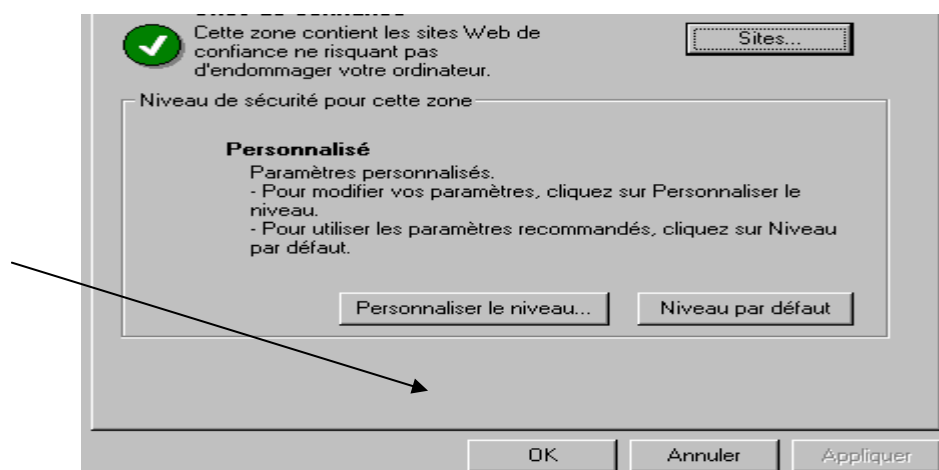 Cette zone contient les sites Web de
confiance ne risquant pas
d'endommager votre ordinateur.
Sites...
Niveau de sécurité pour cette zone
Personnalisé
Paramètres personnalisés.
- Pour modifier vos paramètres, cliquez sur Personnaliser le
niveau.
- Pour utiliser les paramètres recommandés, cliquez sur Niveau
par défaut.
Personnaliser le niveau...
Niveau par défaut
OK
Annuler
Appliquer